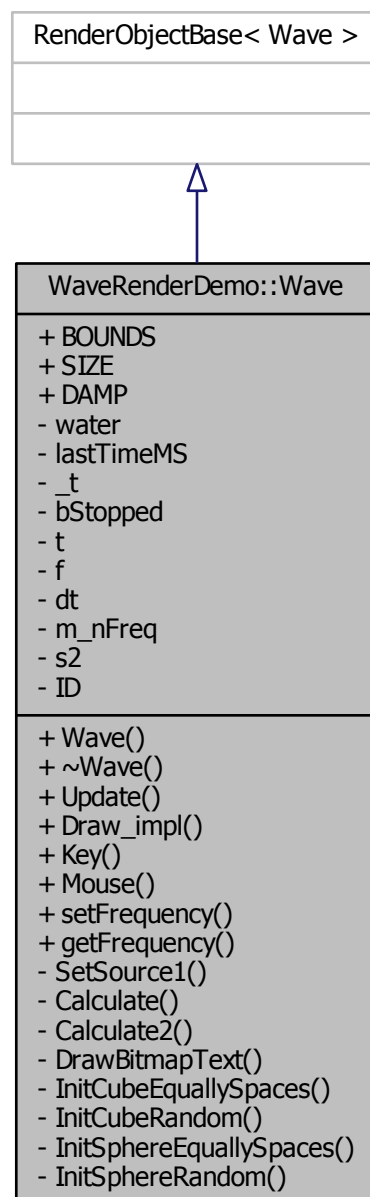 RenderObjectBase< Wave >
WaveRenderDemo::Wave
+ BOUNDS
+ SIZE
+ DAMP
- water
- lastTimeMS
- _t
- bStopped
- t
- f
- dt
- m_nFreq
- s2
- ID
+ Wave()
+ ~Wave()
+ Update()
+ Draw_impl()
+ Key()
+ Mouse()
+ setFrequency()
+ getFrequency()
- SetSource1()
- Calculate()
- Calculate2()
- DrawBitmapText()
- InitCubeEquallySpaces()
- InitCubeRandom()
- InitSphereEquallySpaces()
- InitSphereRandom()